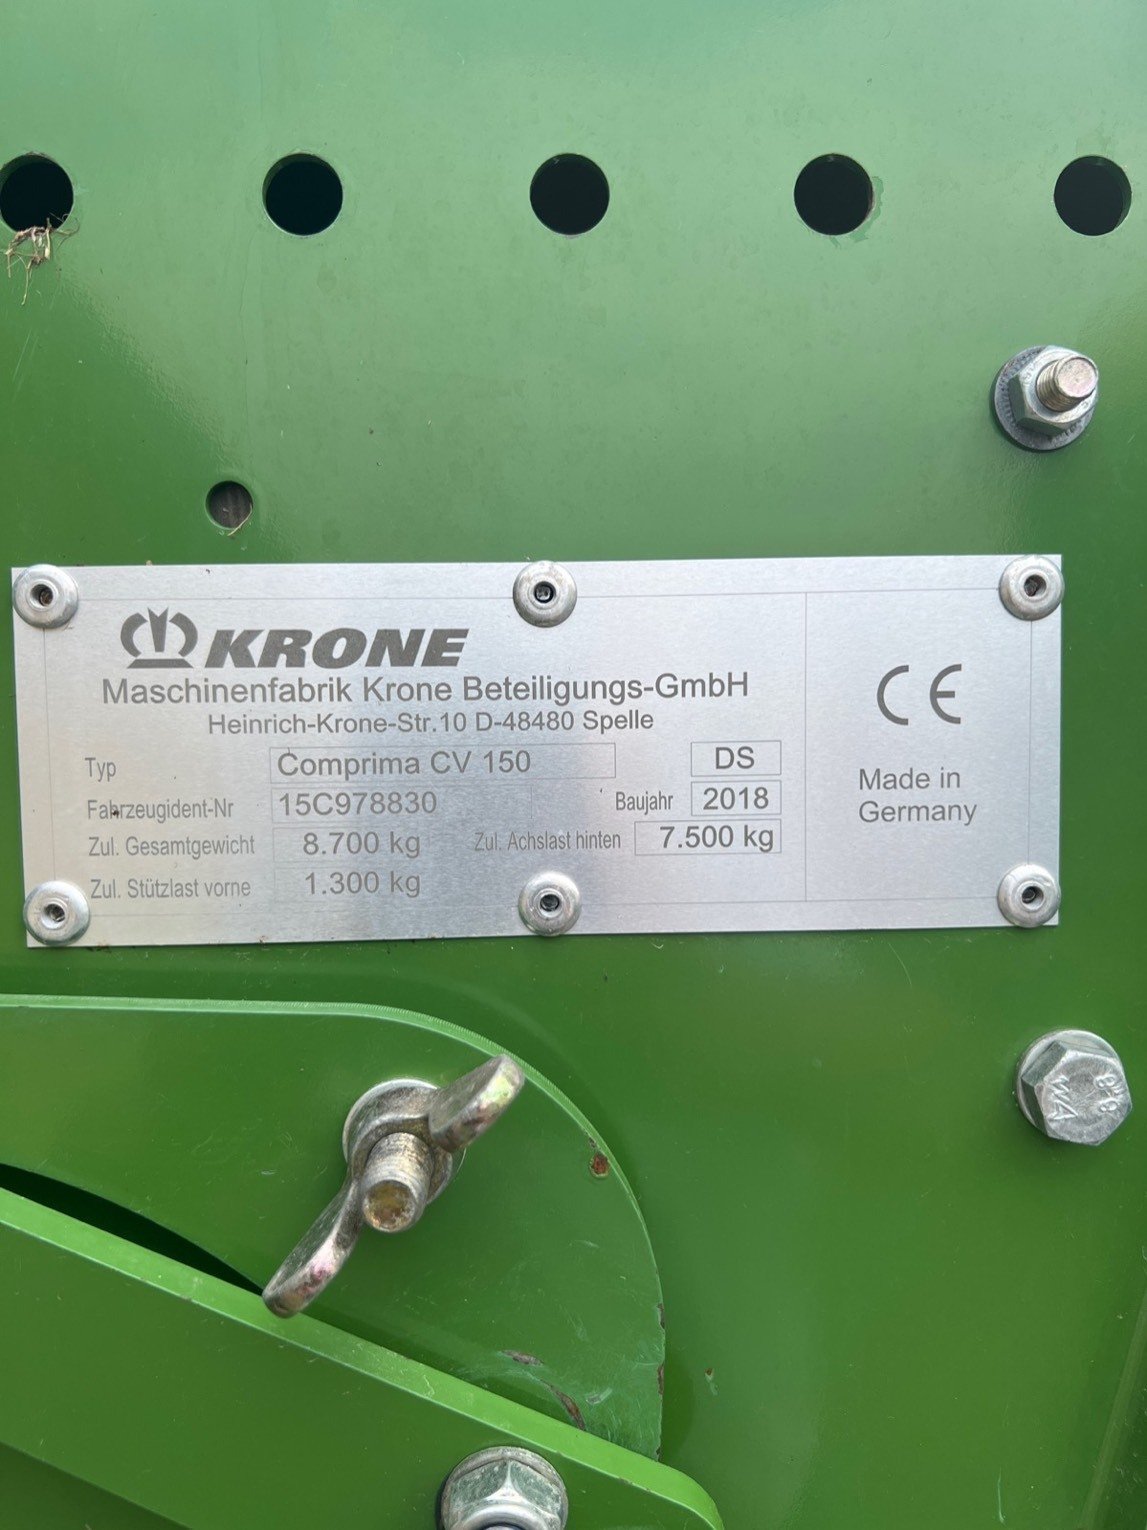 KRONE
Maschinenfabrik Krone Beteiligungs-GmbH
Heinrich-Krone-Str.10 D-48480 Spelle
Typ Comprima CV 150 DS
Fahrzeugident-Nr 15C978830 Baujahr 2018
Zul. Gesamtgewicht 8.700 kg Zul. Achslast hinten 7.500 kg
Zul. Stützlast vorne 1.300 kg
CE
Made in
Germany
8.8